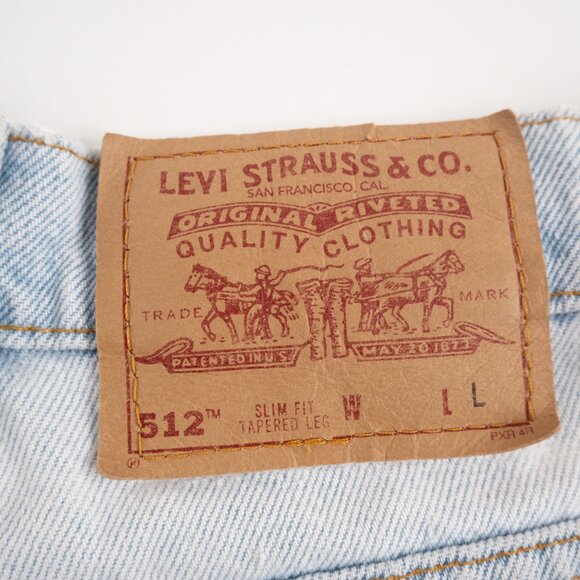 LEVI STRAUSS & CO.
SAN FRANCISCO, CAL.
ORIGINAL RIVETED
QUALITY CLOTHING
TRADE MARK
PATENTED IN U.S. MAY 20 1873
512™ SLIM FIT W L L
TAPERED LEG
® PXR 4R